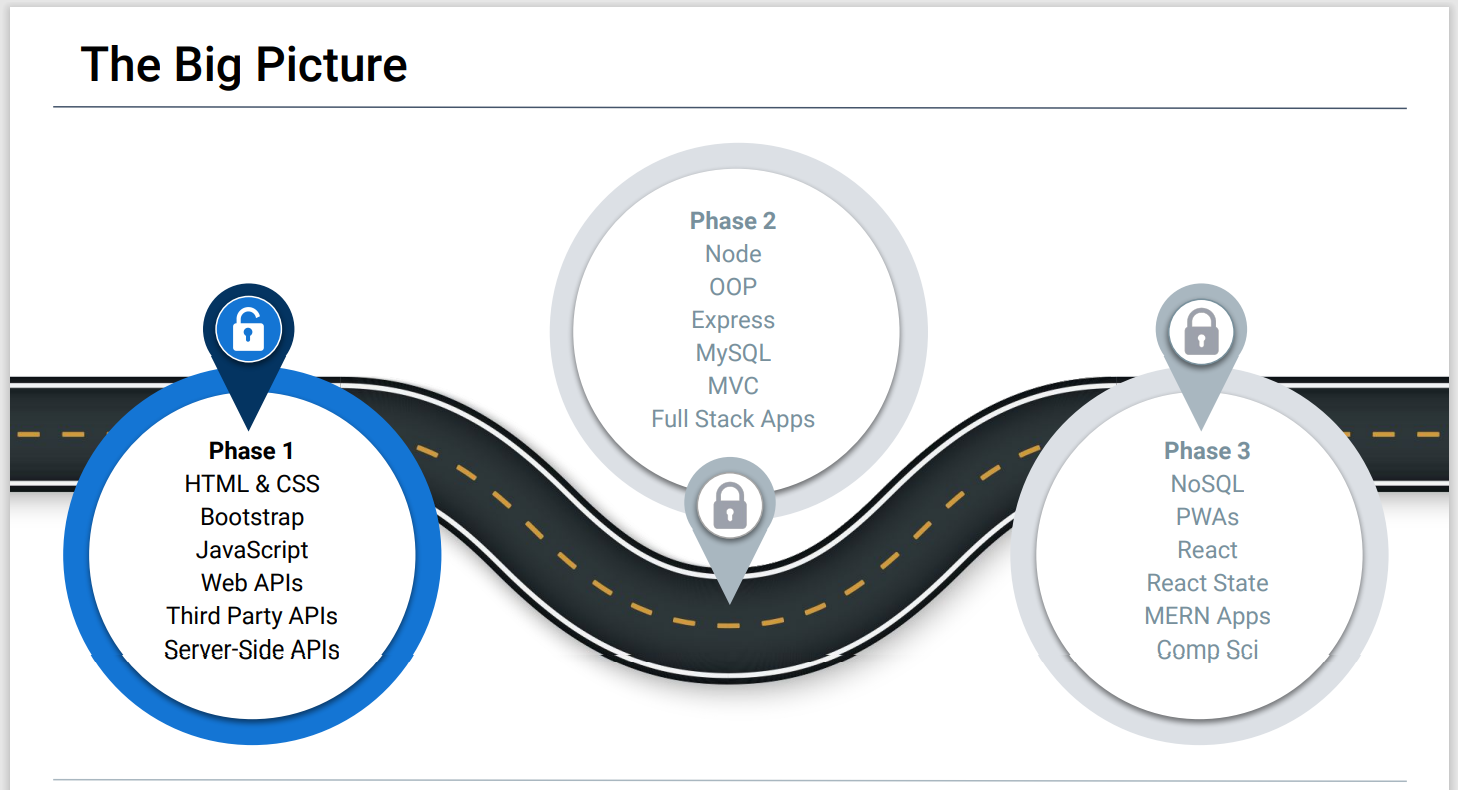 The Big Picture
Phase 1
HTML & CSS
Bootstrap
JavaScript
Web APIs
Third Party APIs
Server-Side APIs
Phase 2
Node
OOP
Express
MySQL
MVC
Full Stack Apps
Phase 3
NoSQL
PWAs
React
React State
MERN Apps
Comp Sci